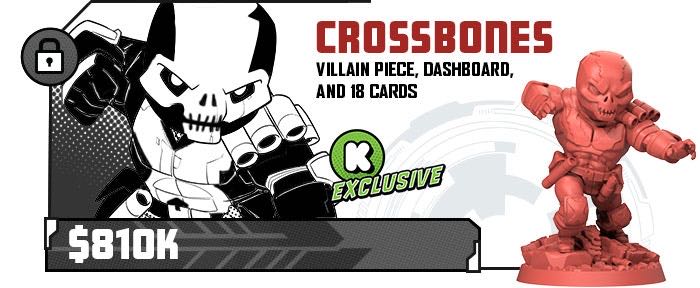 CROSSBONES
VILLAIN PIECE, DASHBOARD,
AND 18 CARDS
K
EXCLUSIVE
$810K